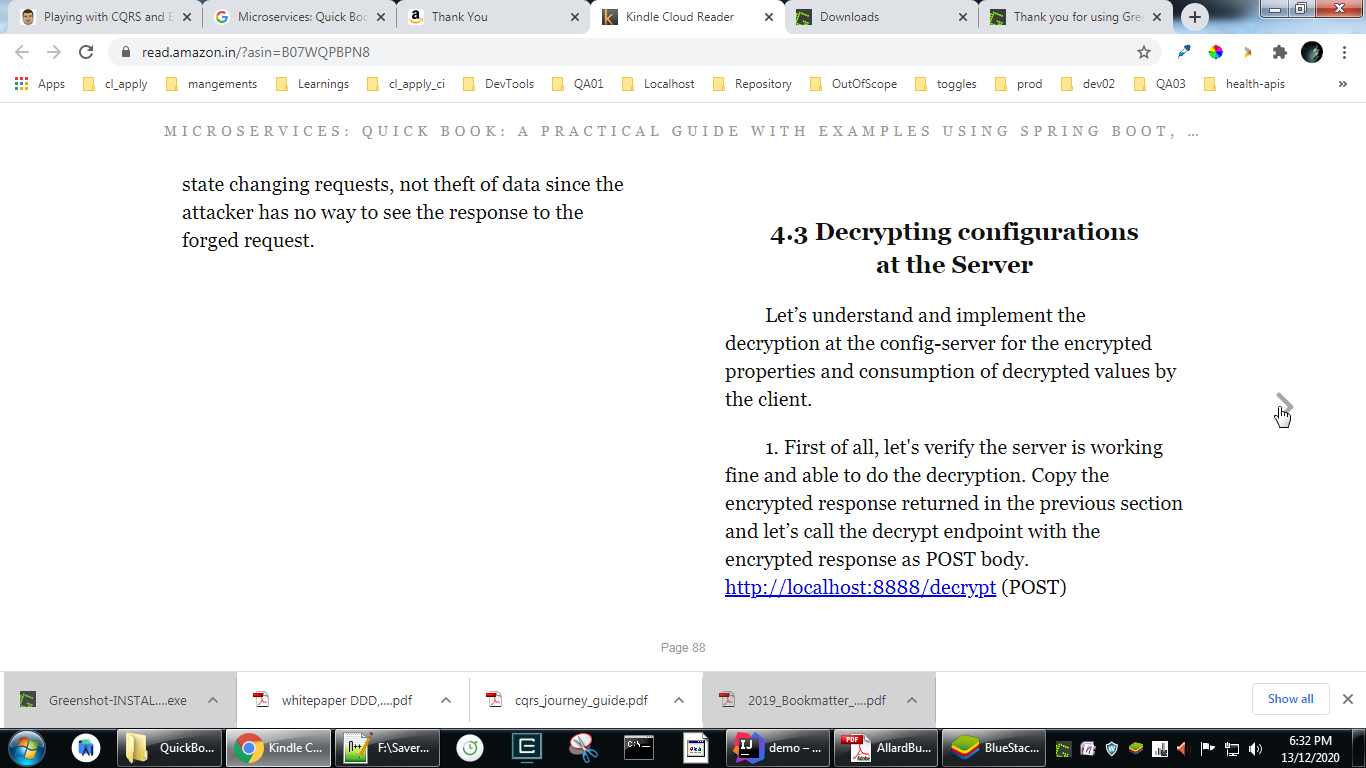 Playing with CQRS and E
Microservices: Quick Boo
Thank You
Kindle Cloud Reader
Downloads
Thank you for using Gre
read.amazon.in/?asin=B07WQPBPN8
Apps
cl_apply
mangements
Learnings
cl_apply_ci
DevTools
QA01
Localhost
Repository
OutOfScope
toggles
prod
dev02
QA03
health-apis
»
MICROSERVICES: QUICK BOOK: A PRACTICAL GUIDE WITH EXAMPLES USING SPRING BOOT, ...
state changing requests, not theft of data since the
attacker has no way to see the response to the
forged request.
4.3 Decrypting configurations
at the Server
Let’s understand and implement the
decryption at the config-server for the encrypted
properties and consumption of decrypted values by
the client.
1. First of all, let's verify the server is working
fine and able to do the decryption. Copy the
encrypted response returned in the previous section
and let’s call the decrypt endpoint with the
encrypted response as POST body.
http://localhost:8888/decrypt (POST)
Page 88
Greenshot-INSTAL....exe
whitepaper DDD,....pdf
cqrs_journey_guide.pdf
2019_Bookmatter_....pdf
Show all
QuickBo...
Kindle C...
F:\Saver...
demo – ...
AllardBu...
BlueStac...
6:32 PM
13/12/2020